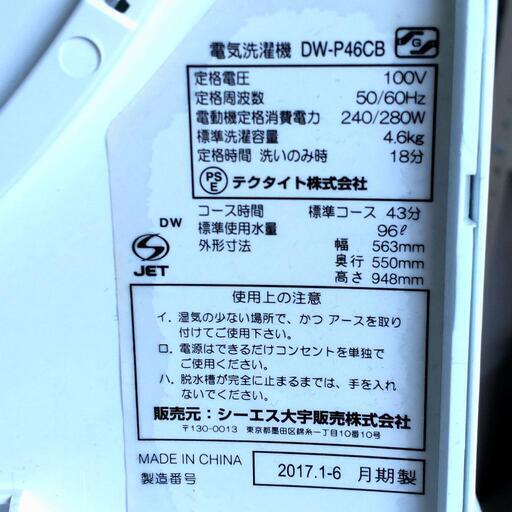 電気洗濯機 DW-P46CB
定格電圧 100V
定格周波数 50/60Hz
電動機定格消費電力 240/280W
標準洗濯容量 4.6kg
定格時間 洗いのみ時 18分
PS
E テクタイト株式会社
コース時間 標準コース 43分
標準使用水量 96ℓ
外形寸法 幅 563mm
奥行 550mm
高さ 948mm
DW
JET
使用上の注意
イ. 湿気の少ない場所で、かつ アースを取り
付けてご使用下さい。
ロ. 電源はできるだけコンセントを単独で
ご使用ください。
ハ. 脱水槽が完全に止まるまでは、手を入れ
ないでください。
販売元：シーエス大宇販売株式会社
〒130-0013 東京都墨田区錦糸一丁目10番10号
MADE IN CHINA
製造番号
2017.1-6 月期製